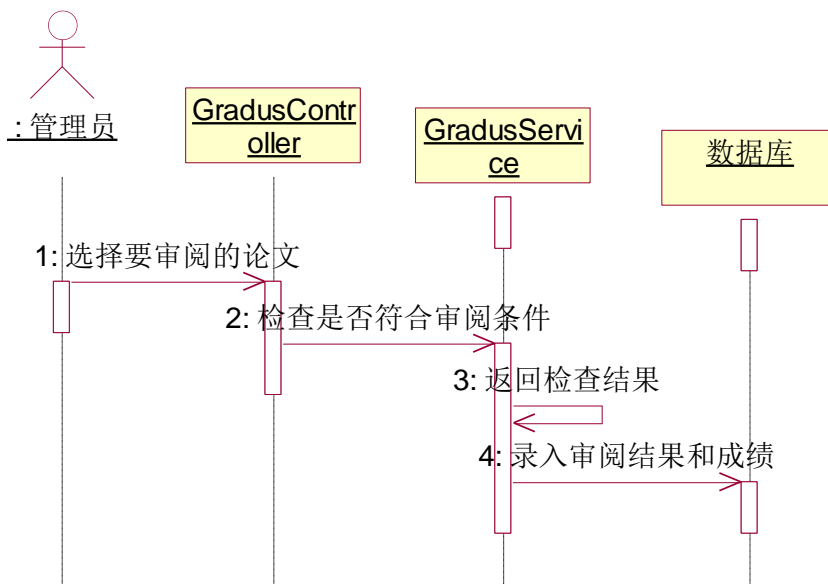 : 管理员
GradusContr
oller
GradusServi
ce
数据库
1: 选择要审阅的论文
2: 检查是否符合审阅条件
3: 返回检查结果
4: 录入审阅结果和成绩